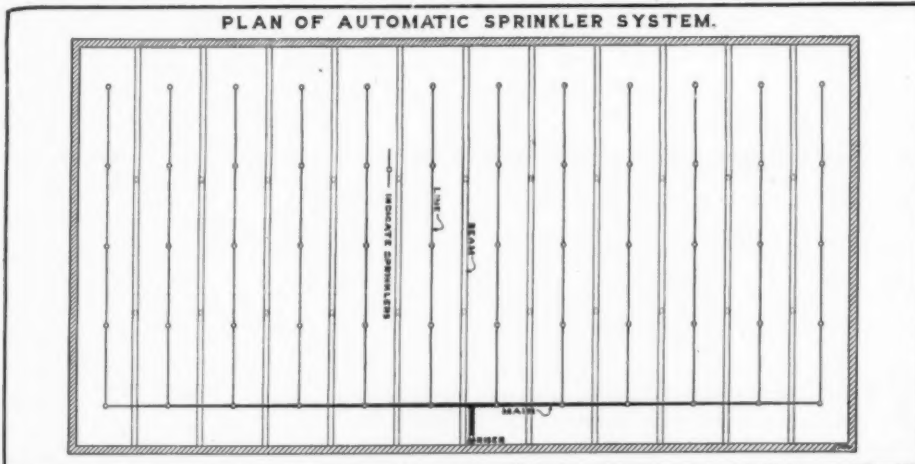 PLAN OF AUTOMATIC SPRINKLER SYSTEM.
INDICATE SPRINKLERS
LINE
BEAM
MAIN
RISER